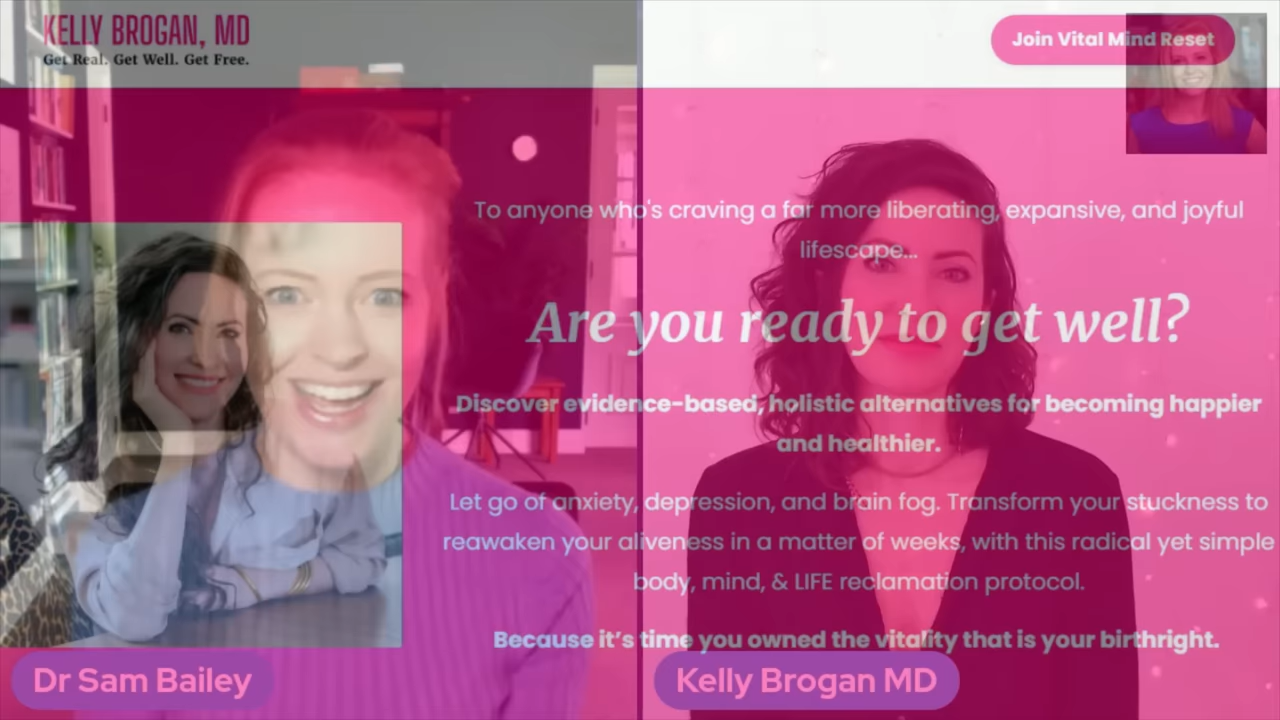 KELLY BROGAN, MD
Get Real. Get Well. Get Free.
Join Vital Mind Reset
To anyone who's craving a far more liberating, expansive, and joyful
lifescape...
Are you ready to get well?
Discover evidence-based, holistic alternatives for becoming happier
and healthier.
Let go of anxiety, depression, and brain fog. Transform your stuckness to
reawaken your aliveness in a matter of weeks, with this radical yet simple
body, mind, & LIFE reclamation protocol.
Because it’s time you owned the vitality that is your birthright.
Dr Sam Bailey
Kelly Brogan MD